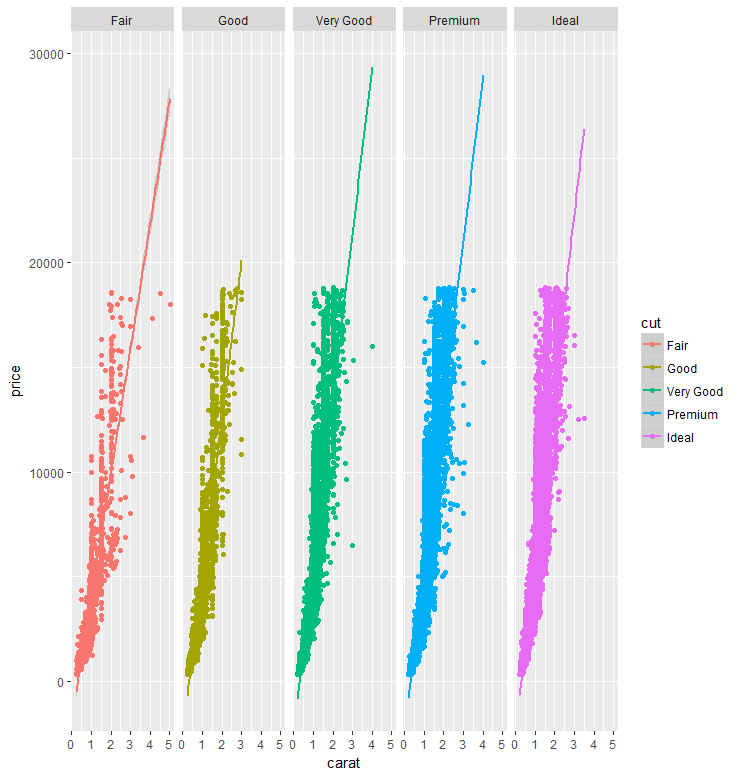 Fair Good Very Good Premium Ideal
30000
20000
10000
0
price
0 1 2 3 4 5 0 1 2 3 4 5 0 1 2 3 4 5 0 1 2 3 4 5 0 1 2 3 4 5
carat
cut
Fair
Good
Very Good
Premium
Ideal